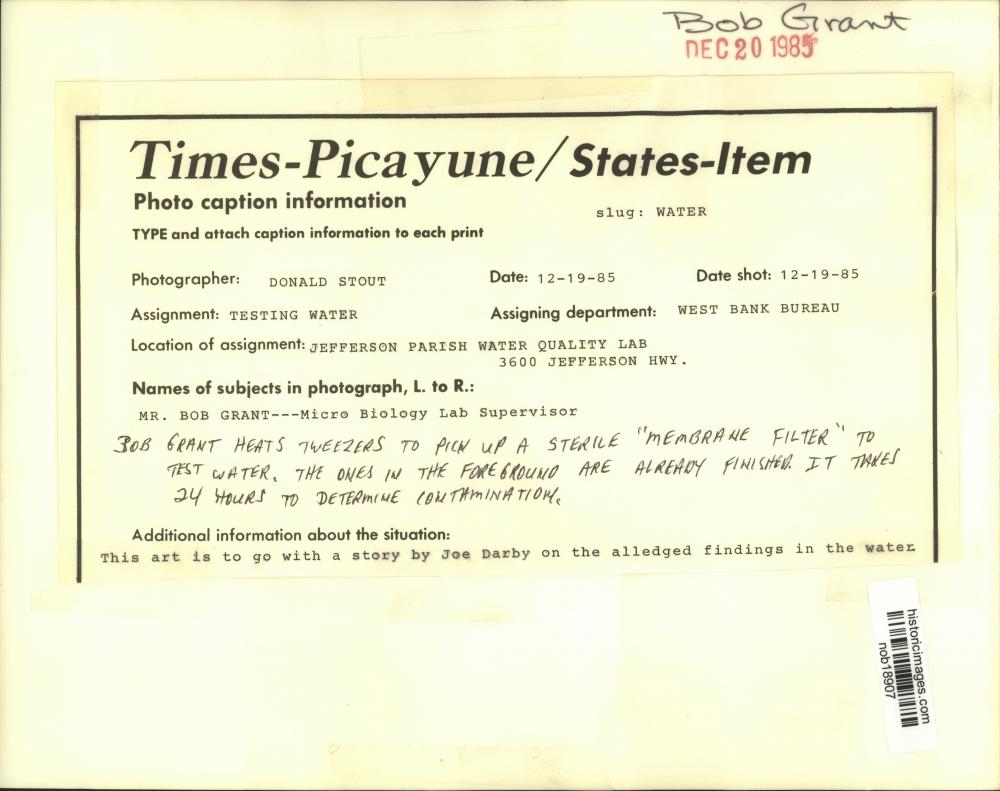 Bob Grant
DEC 20 1985
Times-Picayune/States-Item
Photo caption information
slug: WATER
TYPE and attach caption information to each print
Photographer: DONALD STOUT Date: 12-19-85 Date shot: 12-19-85
Assignment: TESTING WATER Assigning department: WEST BANK BUREAU
Location of assignment: JEFFERSON PARISH WATER QUALITY LAB
3600 JEFFERSON HWY.
Names of subjects in photograph, L. to R.:
MR. BOB GRANT---Micro Biology Lab Supervisor
BOB GRANT HEATS TWEEZERS TO PICK UP A STERILE "MEMBRANE FILTER" TO
TEST WATER. THE ONES IN THE FOREGROUND ARE ALREADY FINISHED. IT TAKES
24 HOURS TO DETERMINE CONTAMINATION.
Additional information about the situation:
This art is to go with a story by Joe Darby on the alledged findings in the water.
historicimages.com
nob18907